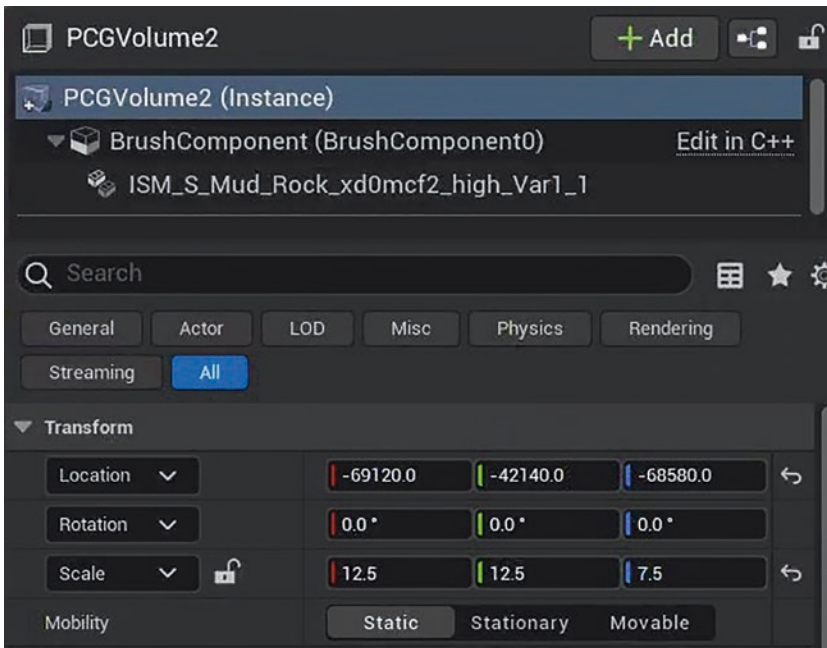 PCGVolume2
Add
PCGVolume2 (Instance)
BrushComponent (BrushComponent0) Edit in C++
ISM_S_Mud_Rock_xd0mcf2_high_Var1_1
Search
General Actor LOD Misc Physics Rendering
Streaming All
Transform
Location -69120.0 -42140.0 -68580.0
Rotation 0.0 ° 0.0 ° 0.0 °
Scale 12.5 12.5 7.5
Mobility Static Stationary Movable